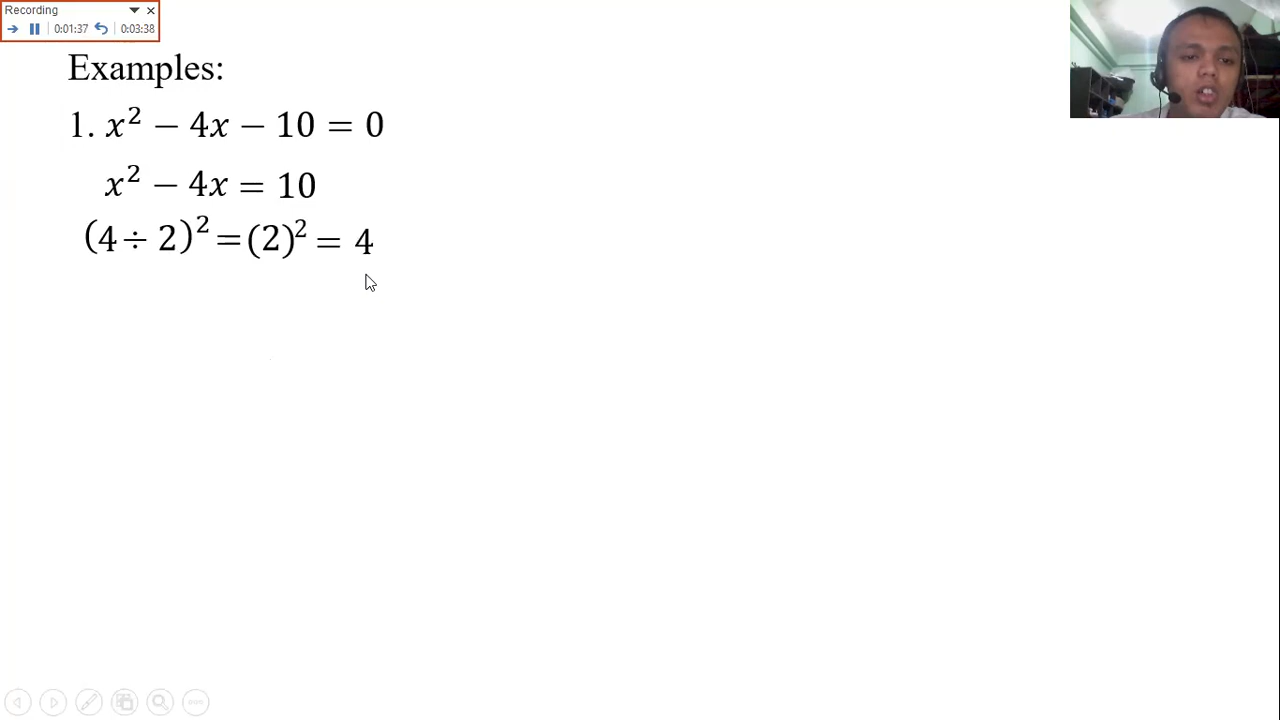 Recording
0:01:37 0:03:38
Examples:
1. x² − 4x − 10 = 0
x² − 4x = 10
(4 ÷ 2)² = (2)² = 4